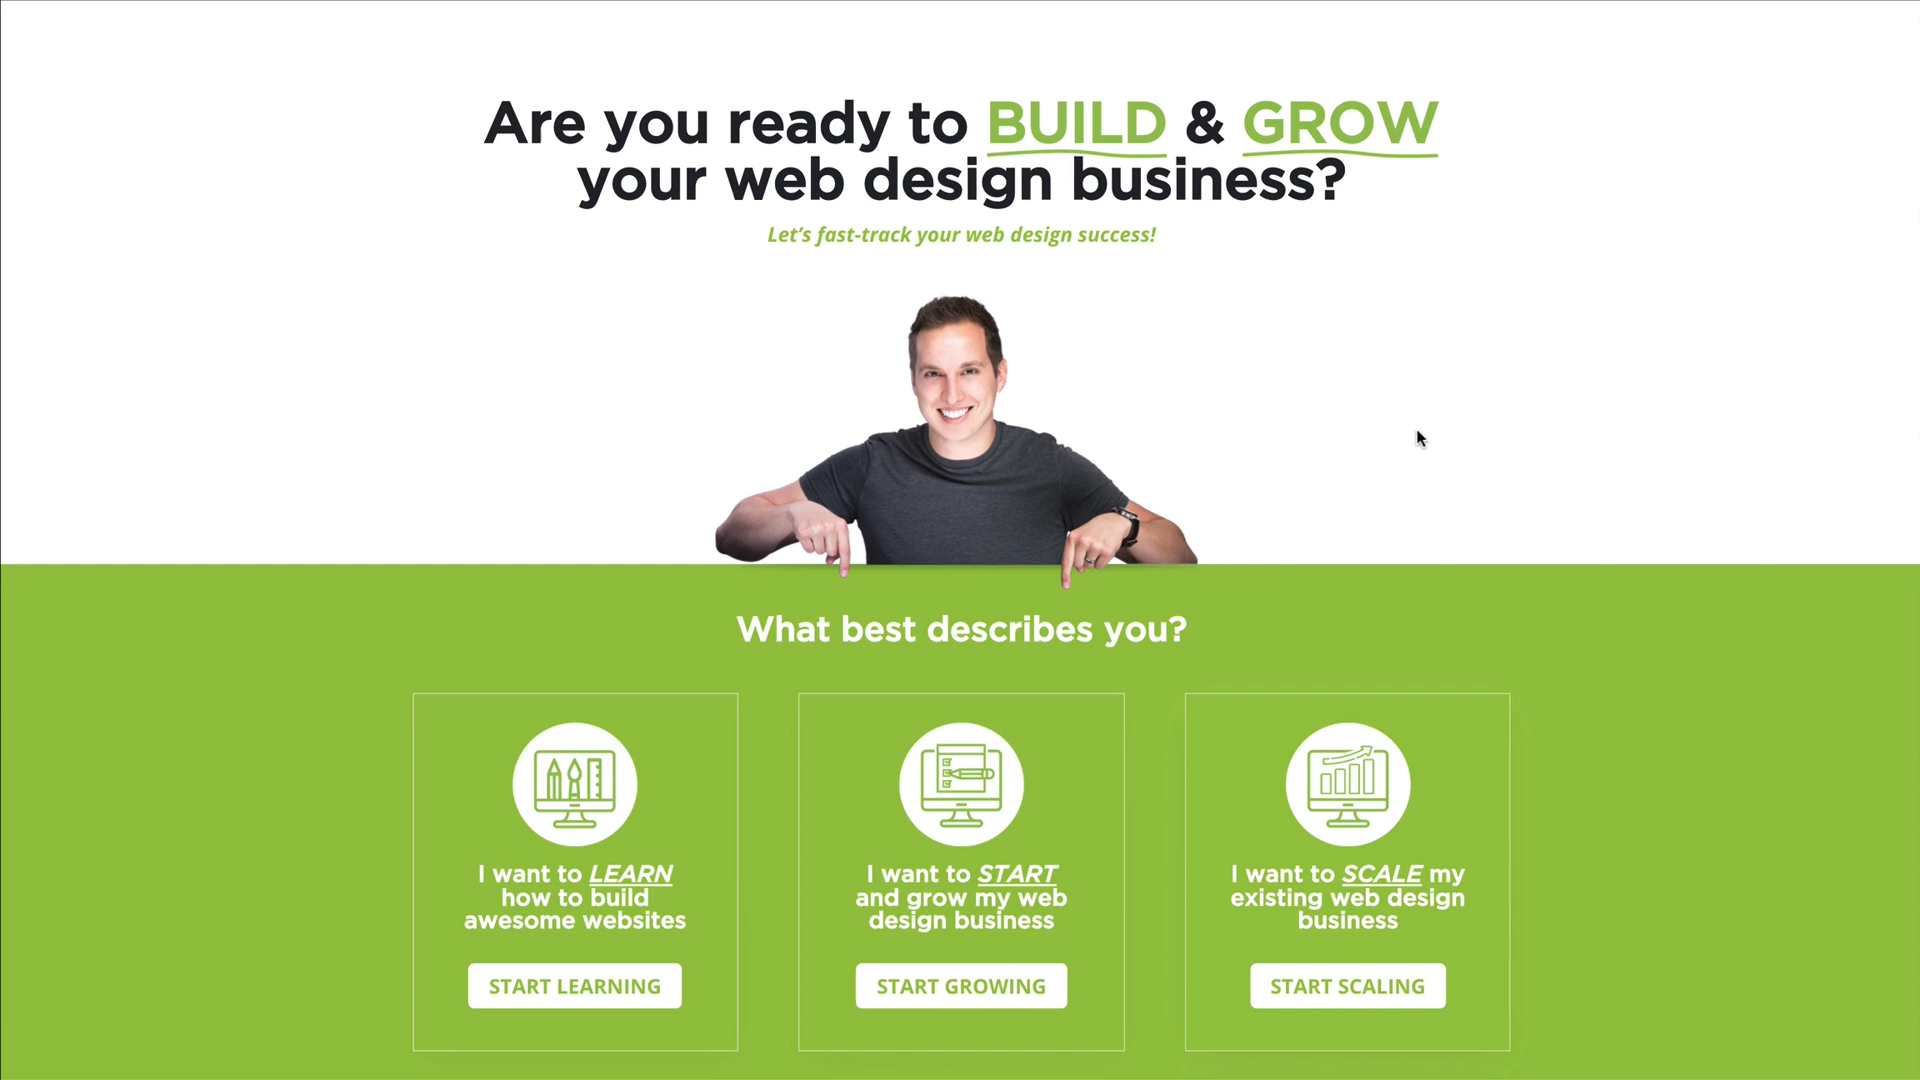 Are you ready to BUILD & GROW
your web design business?
Let's fast-track your web design success!
What best describes you?
I want to LEARN
how to build
awesome websites
START LEARNING
I want to START
and grow my web
design business
START GROWING
I want to SCALE my
existing web design
business
START SCALING